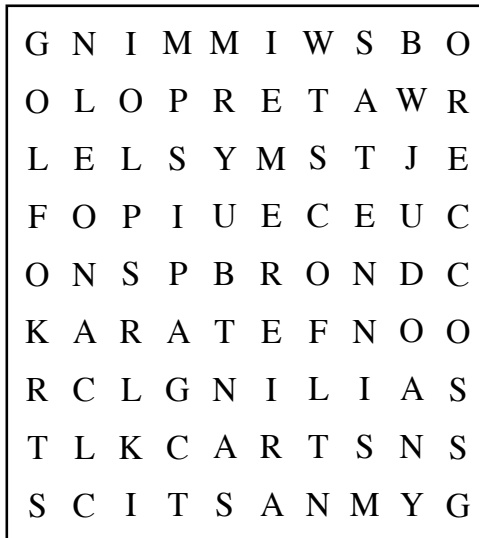 G N I M M I W S B O
O L O P R E T A W R
L E L S Y M S T J E
F O P I U E C E U C
O N S P B R O N D C
K A R A T E F N O O
R C L G N I L I A S
T L K C A R T S N S
S C I T S A N M Y G